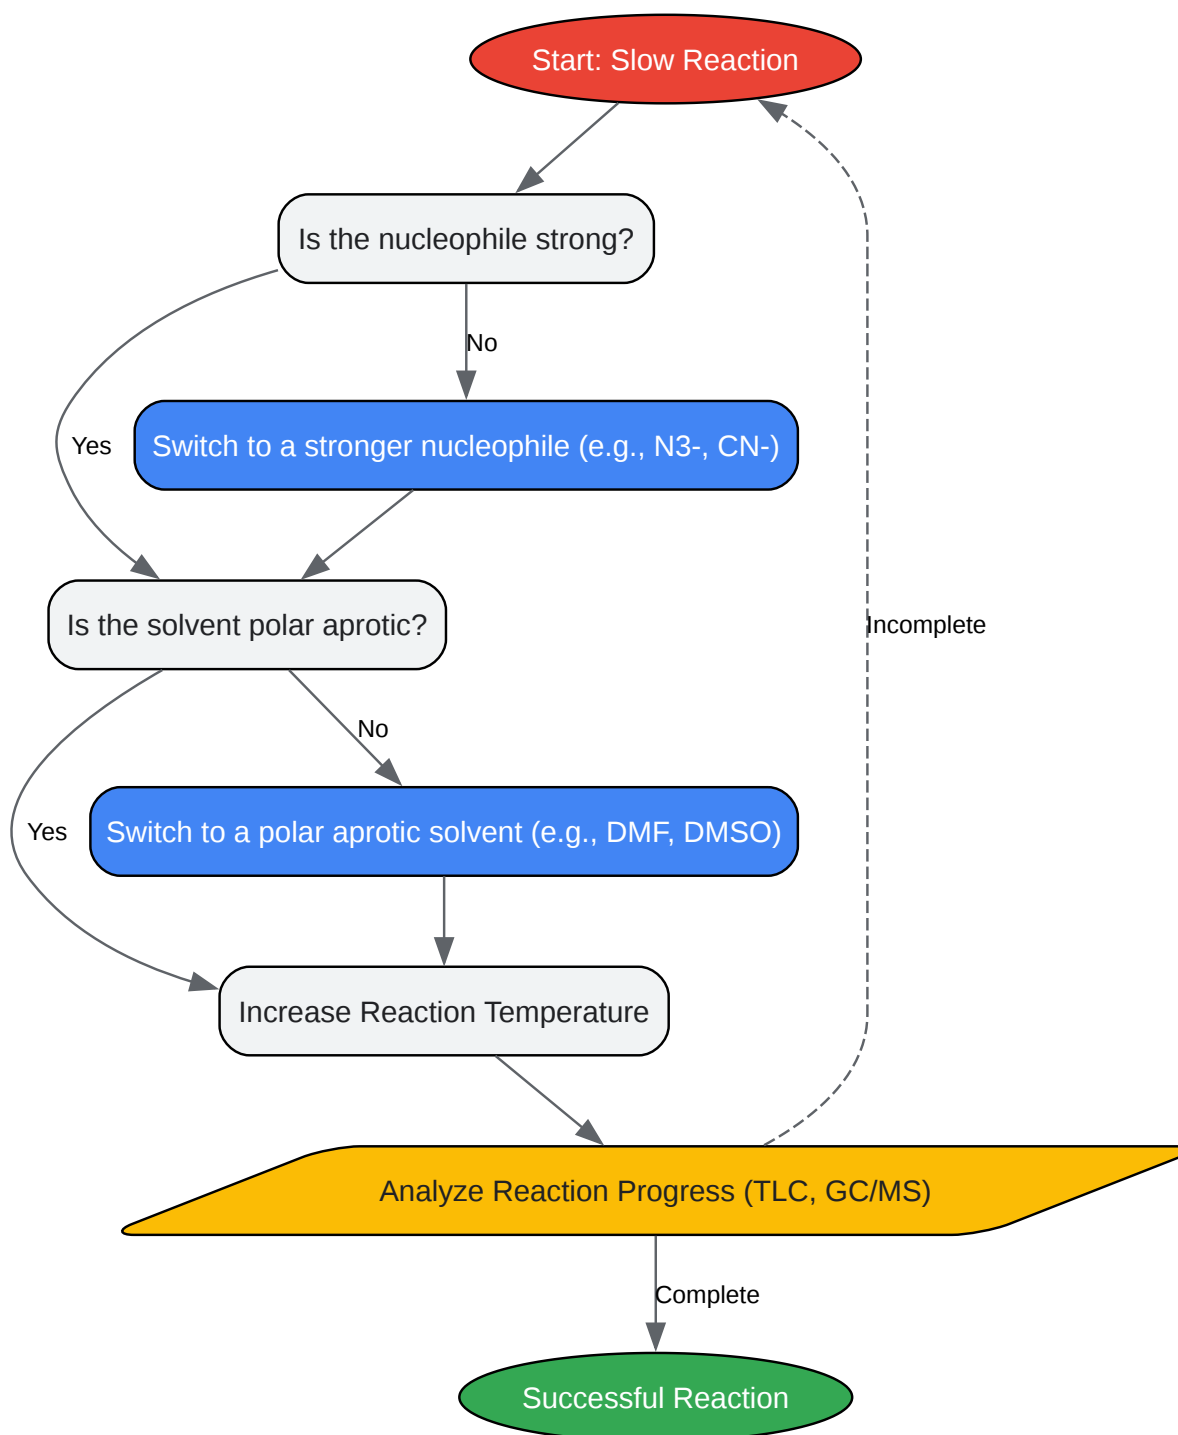 Start: Slow Reaction
Is the nucleophile strong?
No
Yes
Switch to a stronger nucleophile (e.g., N3-, CN-)
Is the solvent polar aprotic?
Incomplete
No
Yes
Switch to a polar aprotic solvent (e.g., DMF, DMSO)
Increase Reaction Temperature
Analyze Reaction Progress (TLC, GC/MS)
Complete
Successful Reaction